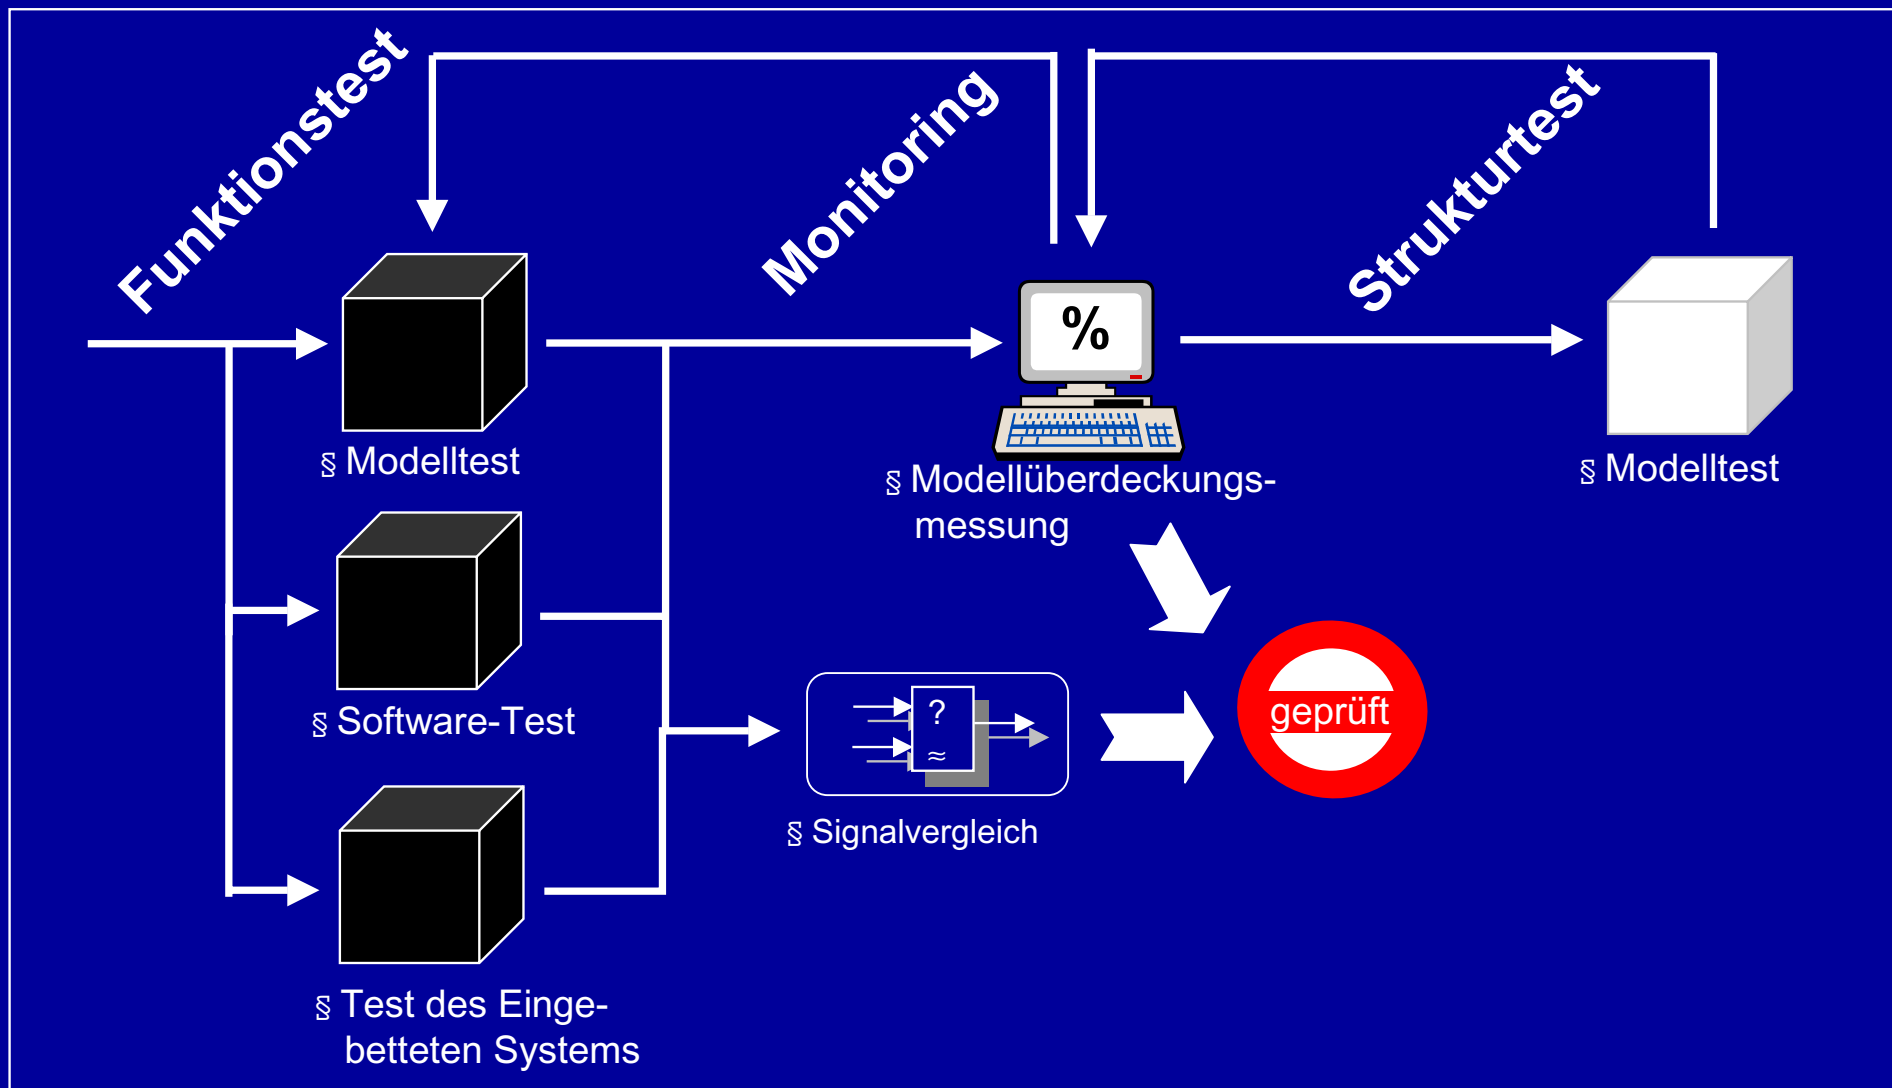 Funktionstest
Monitoring
Strukturtest
%
§ Modelltest
§ Modellüberdeckungs-
messung
§ Modelltest
§ Software-Test
?
≈
geprüft
§ Signalvergleich
§ Test des Einge-
betteten Systems